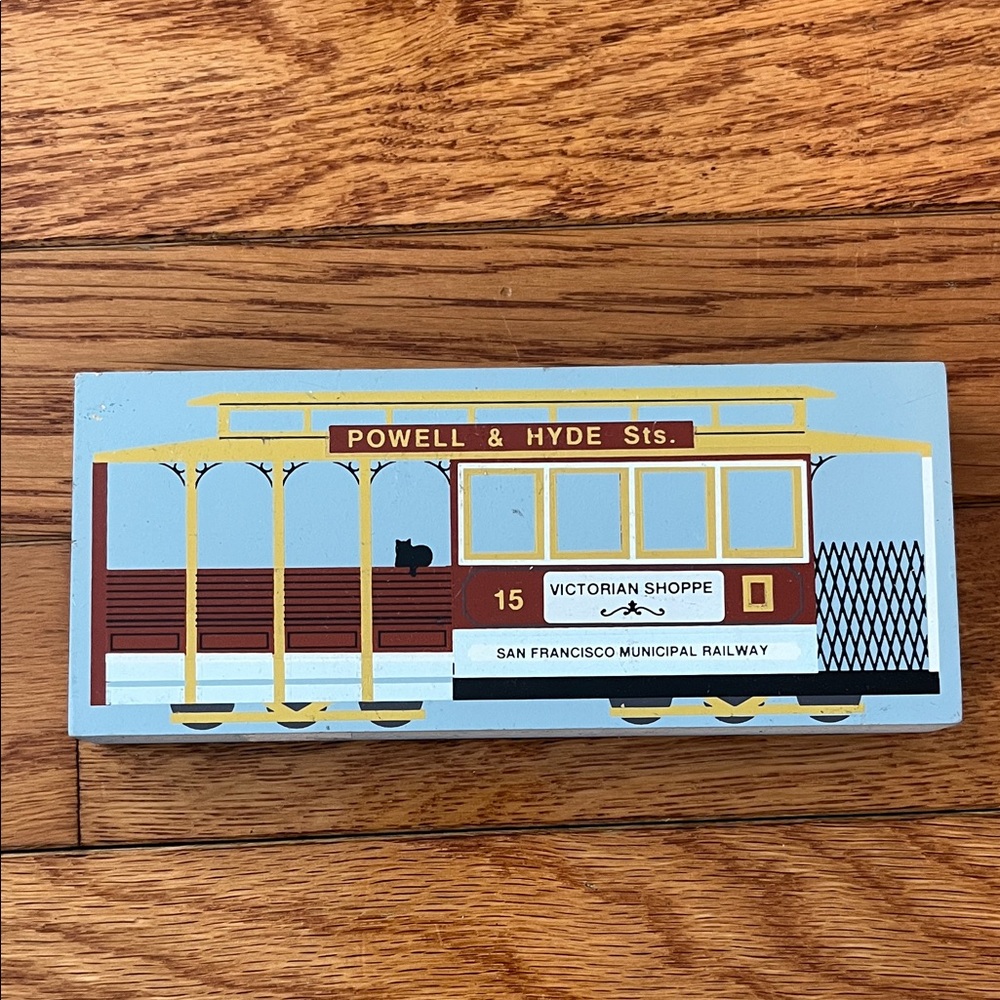 POWELL & HYDE Sts.
15
VICTORIAN SHOPPE
SAN FRANCISCO MUNICIPAL RAILWAY